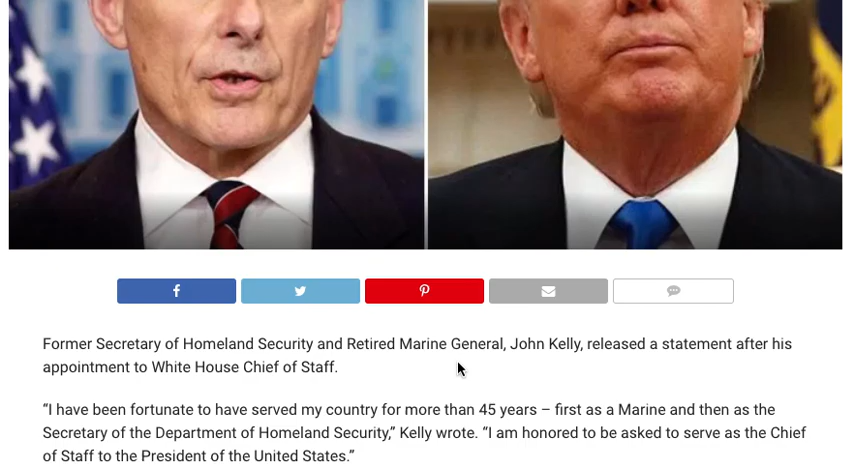 Former Secretary of Homeland Security and Retired Marine General, John Kelly, released a statement after his
appointment to White House Chief of Staff.
“I have been fortunate to have served my country for more than 45 years – first as a Marine and then as the
Secretary of the Department of Homeland Security,” Kelly wrote. “I am honored to be asked to serve as the Chief
of Staff to the President of the United States.”